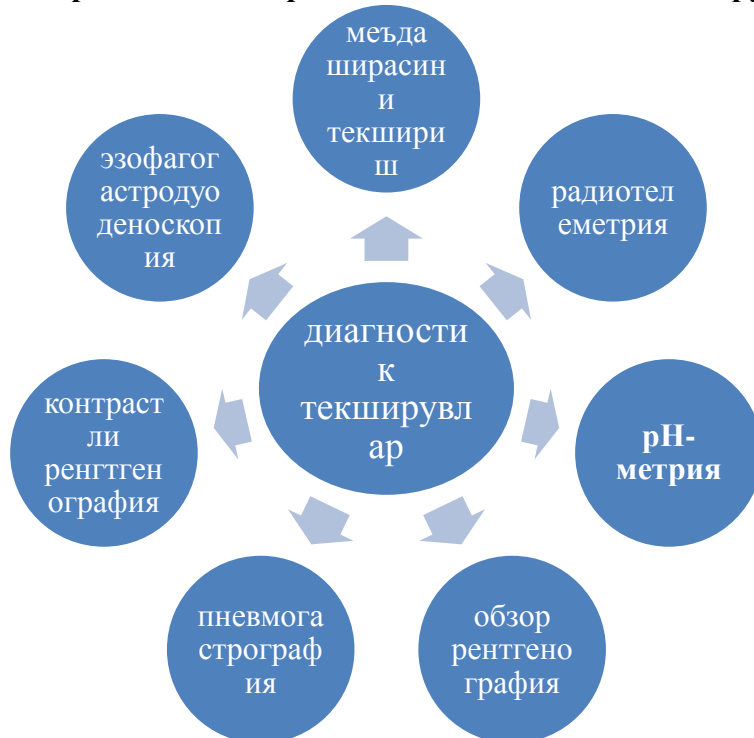 меъда
ширасин
и
текшири
ш
эзофагог
астродуо
деноскоп
ия
радиотел
еметрия
диагности
к
текширувл
ар
контраст
ли
ренгтген
ография
рН-
метрия
пневмога
строграф
ия
обзор
рентгено
графия